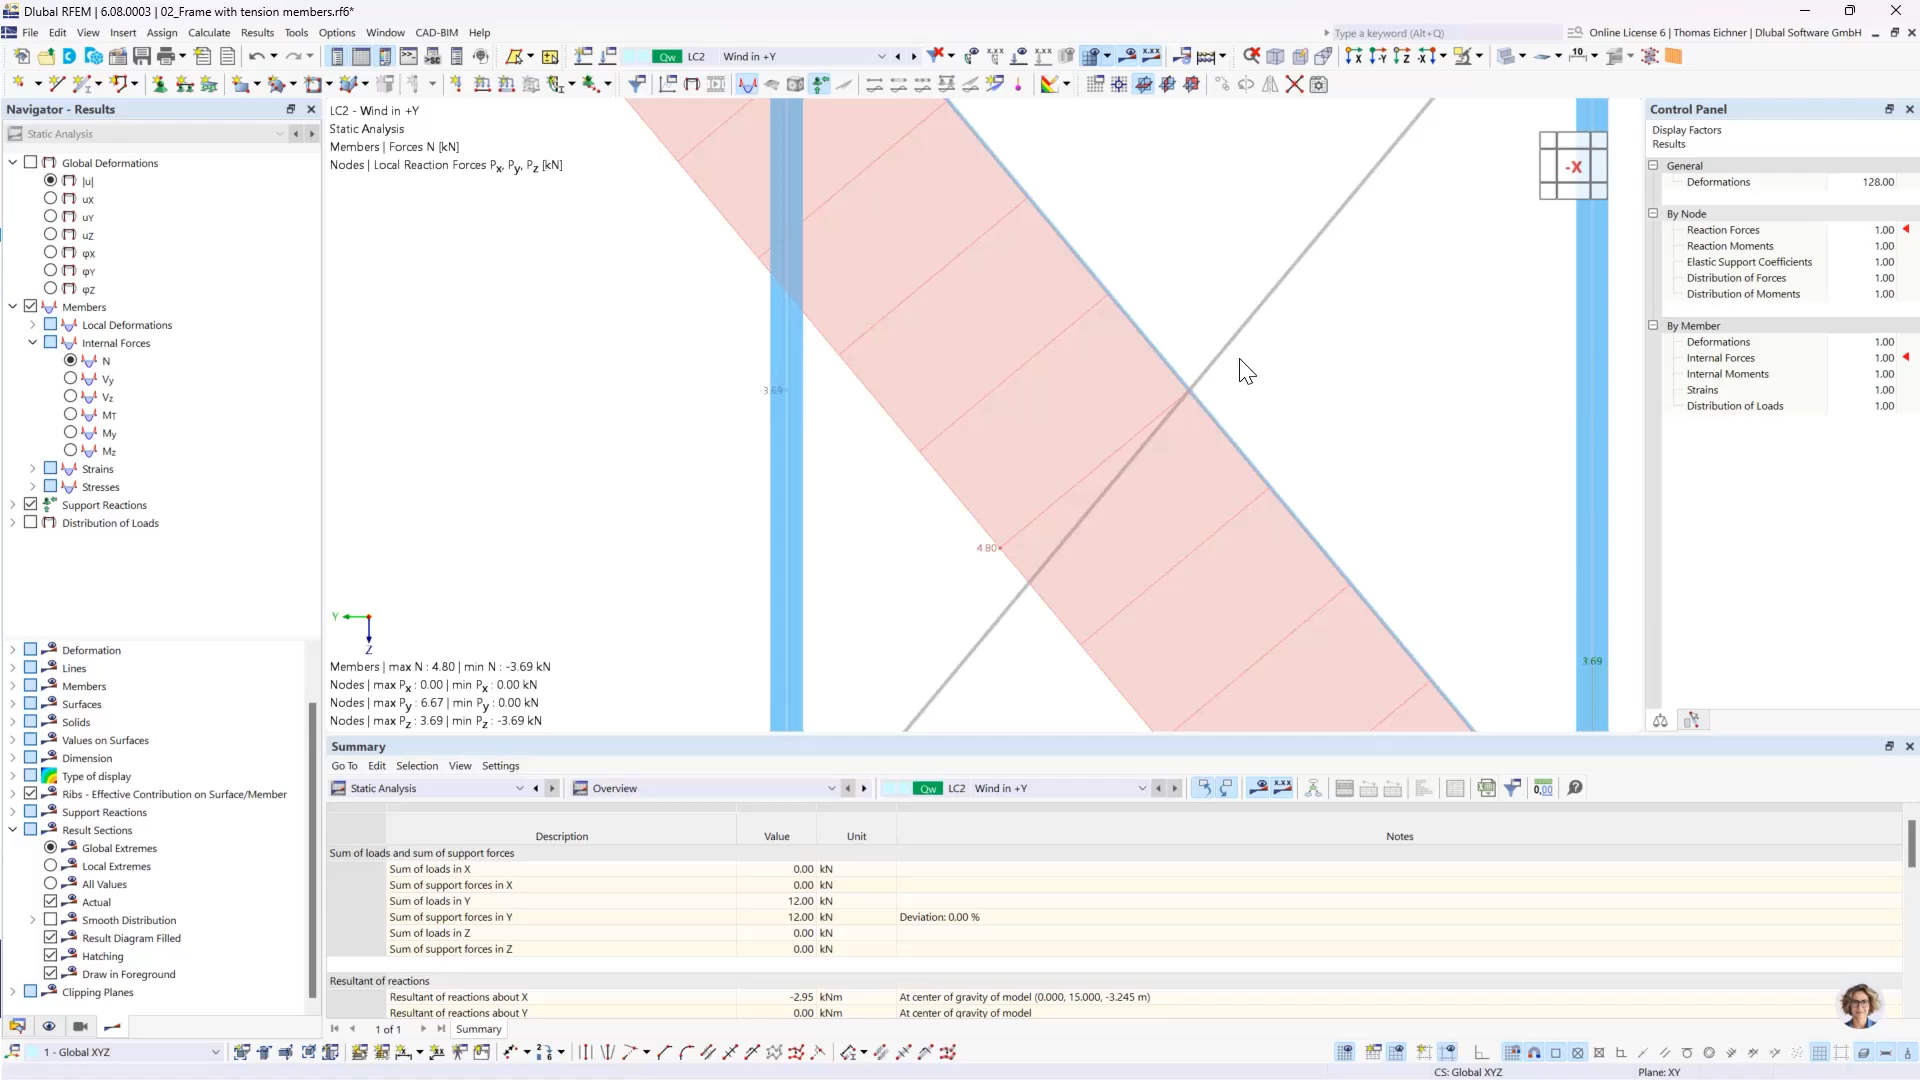 Dlubal RFEM | 6.08.0003 | 02_Frame with tension members.rf6*
File Edit View Insert Assign Calculate Results Tools Options Window CAD-BIM Help
Type a keyword (Alt+Q)
Online License 6 | Thomas Eichner | Dlubal Software GmbH
Qw LC2 Wind in +Y
Navigator - Results
Static Analysis
Global Deformations
|u|
uX
uY
uZ
φX
φY
φZ
Members
Local Deformations
Internal Forces
N
Vy
Vz
MT
My
Mz
Strains
Stresses
Support Reactions
Distribution of Loads
Deformation
Lines
Members
Surfaces
Solids
Values on Surfaces
Dimension
Type of display
Ribs - Effective Contribution on Surface/Member
Support Reactions
Result Sections
Global Extremes
Local Extremes
All Values
Actual
Smooth Distribution
Result Diagram Filled
Hatching
Draw in Foreground
Clipping Planes
1 - Global XYZ
LC2 - Wind in +Y
Static Analysis
Members | Forces N [kN]
Nodes | Local Reaction Forces Px, Py, Pz [kN]
-X
-3.69
4.80
3.69
Y
Z
Members | max N : 4.80 | min N : -3.69 kN
Nodes | max Px : 0.00 | min Px : 0.00 kN
Nodes | max Py : 6.67 | min Py : 0.00 kN
Nodes | max Pz : 3.69 | min Pz : -3.69 kN
Control Panel
Display Factors
Results
General
Deformations 128.00
By Node
Reaction Forces 1.00
Reaction Moments 1.00
Elastic Support Coefficients 1.00
Distribution of Forces 1.00
Distribution of Moments 1.00
By Member
Deformations 1.00
Internal Forces 1.00
Internal Moments 1.00
Strains 1.00
Distribution of Loads 1.00
Summary
Go To Edit Selection View Settings
Static Analysis
Overview
Qw LC2 Wind in +Y
0,00
Description Value Unit Notes
Sum of loads and sum of support forces
Sum of loads in X 0.00 kN
Sum of support forces in X 0.00 kN
Sum of loads in Y 12.00 kN
Sum of support forces in Y 12.00 kN Deviation: 0.00 %
Sum of loads in Z 0.00 kN
Sum of support forces in Z 0.00 kN
Resultant of reactions
Resultant of reactions about X -2.95 kNm At center of gravity of model (0.000, 15.000, -3.245 m)
Resultant of reactions about Y 0.00 kNm At center of gravity of model
1 of 1 Summary
CS: Global XYZ Plane: XY